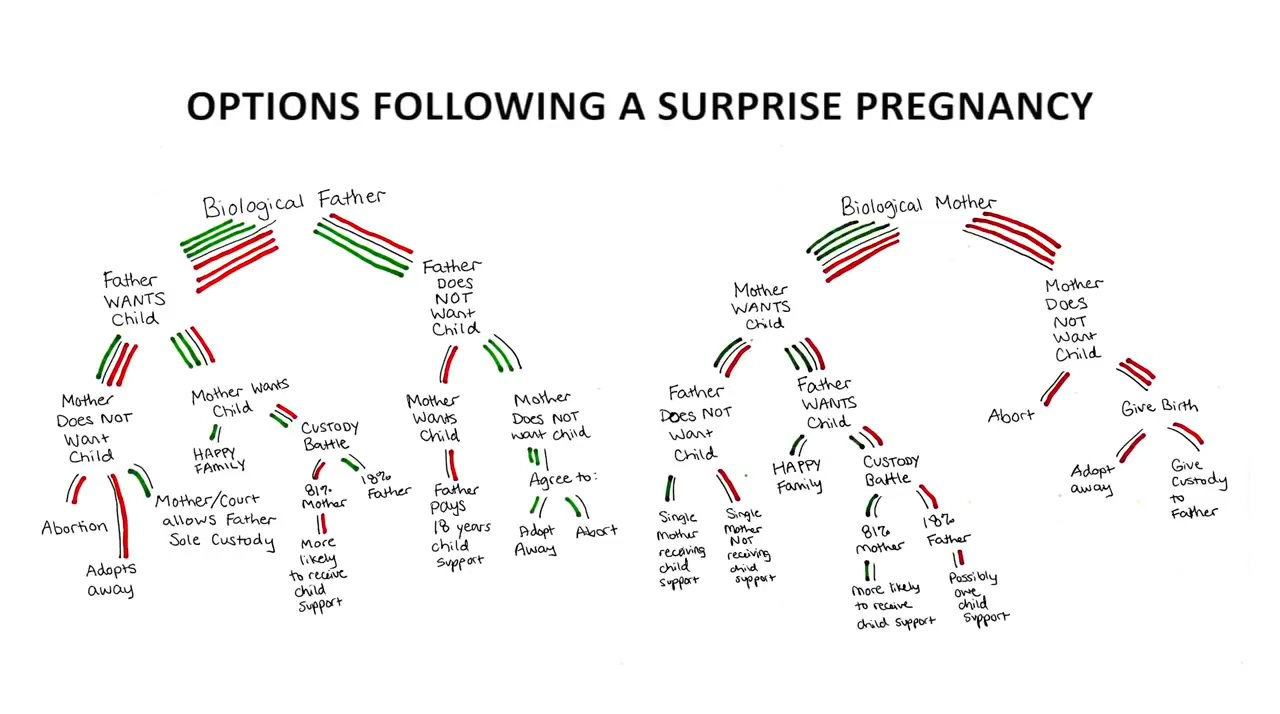 OPTIONS FOLLOWING A SURPRISE PREGNANCY
Biological Father
Father
WANTS
Child
Mother
Does NOT
Want
Child
Abortion
Adopts
away
Mother/Court
allows Father
Sole Custody
Mother Wants
Child
HAPPY
FAMILY
CUSTODY
Battle
81%
Mother
More
likely
to receive
child
support
18%
Father
Father
DOES
NOT
Want
Child
Mother
Wants
Child
Father
pays
18 years
child
support
Mother
Does NOT
want child
Agree to:
Adopt
Away
Abort
Biological Mother
Mother
WANTS
Child
Father
Does NOT
Want
Child
Single
Mother
receiving
child
support
Single
Mother
NOT
receiving
child
support
Father
WANTS
Child
HAPPY
Family
CUSTODY
Battle
81%
Mother
more likely
to receive
child support
18%
Father
Possibly
owe
child
support
Mother
Does
NOT
Want
Child
Abort
Give Birth
Adopt
away
Give
Custody
to
Father